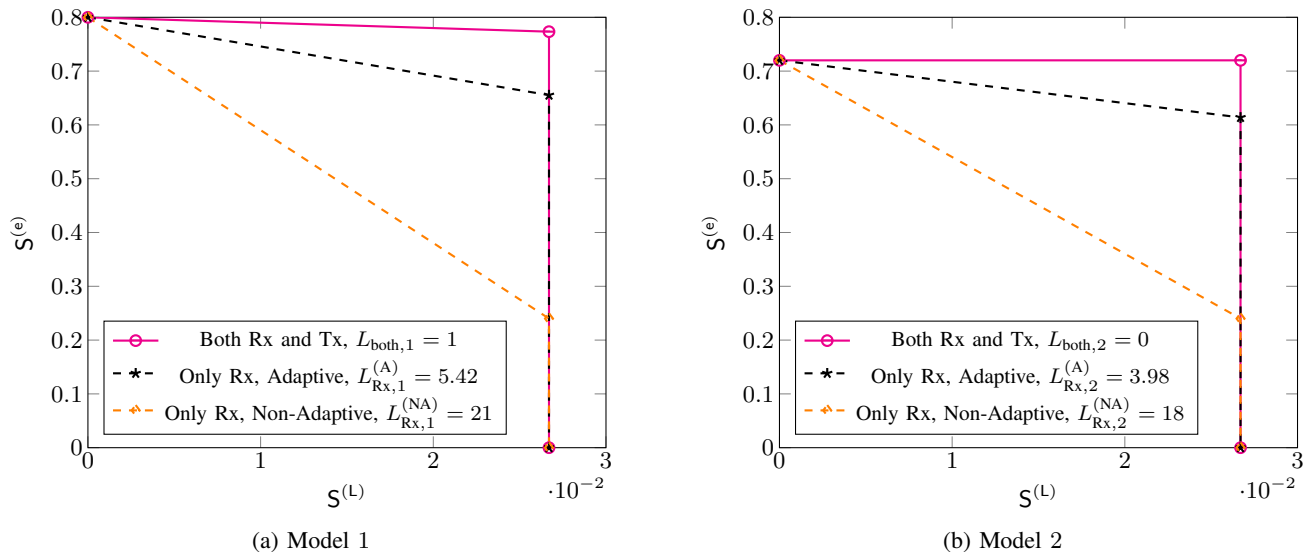 0.8
0.7
0.6
0.5
0.4
0.3
0.2
0.1
0
S^(e)
Both Rx and Tx, L_both,1 = 1
Only Rx, Adaptive, L_Rx,1^(A) = 5.42
Only Rx, Non-Adaptive, L_Rx,1^(NA) = 21
0 1 2 3
·10⁻²
S^(L)
(a) Model 1
0.8
0.7
0.6
0.5
0.4
0.3
0.2
0.1
0
S^(e)
Both Rx and Tx, L_both,2 = 0
Only Rx, Adaptive, L_Rx,2^(A) = 3.98
Only Rx, Non-Adaptive, L_Rx,2^(NA) = 18
0 1 2 3
·10⁻²
S^(L)
(b) Model 2